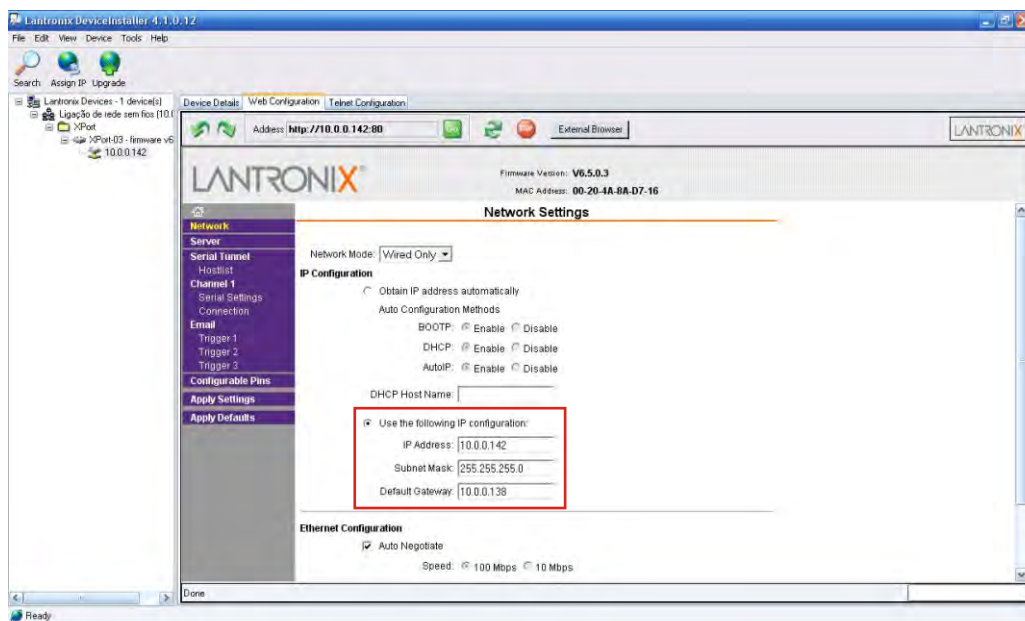 Lantronix DeviceInstaller 4.1.0.12
File Edit View Device Tools Help
Search Assign IP Upgrade
Lantronix Devices - 1 device(s)
Ligação de rede sem fios (10.0
XPort
XPort-03 - firmware v6
10.0.0.142
Device Details Web Configuration Telnet Configuration
Address http://10.0.0.142:80 External Browser LANTRONIX
LANTRONIX®
Firmware Version: V6.5.0.3
MAC Address: 00-20-4A-8A-D7-16
Network
Server
Serial Tunnel
Hostlist
Channel 1
Serial Settings
Connection
Email
Trigger 1
Trigger 2
Trigger 3
Configurable Pins
Apply Settings
Apply Defaults
Network Settings
Network Mode: Wired Only
IP Configuration
Obtain IP address automatically
Auto Configuration Methods
BOOTP: Enable Disable
DHCP: Enable Disable
AutoIP: Enable Disable
DHCP Host Name:
Use the following IP configuration:
IP Address: 10.0.0.142
Subnet Mask: 255.255.255.0
Default Gateway: 10.0.0.138
Ethernet Configuration
Auto Negotiate
Speed: 100 Mbps 10 Mbps
Done
Ready